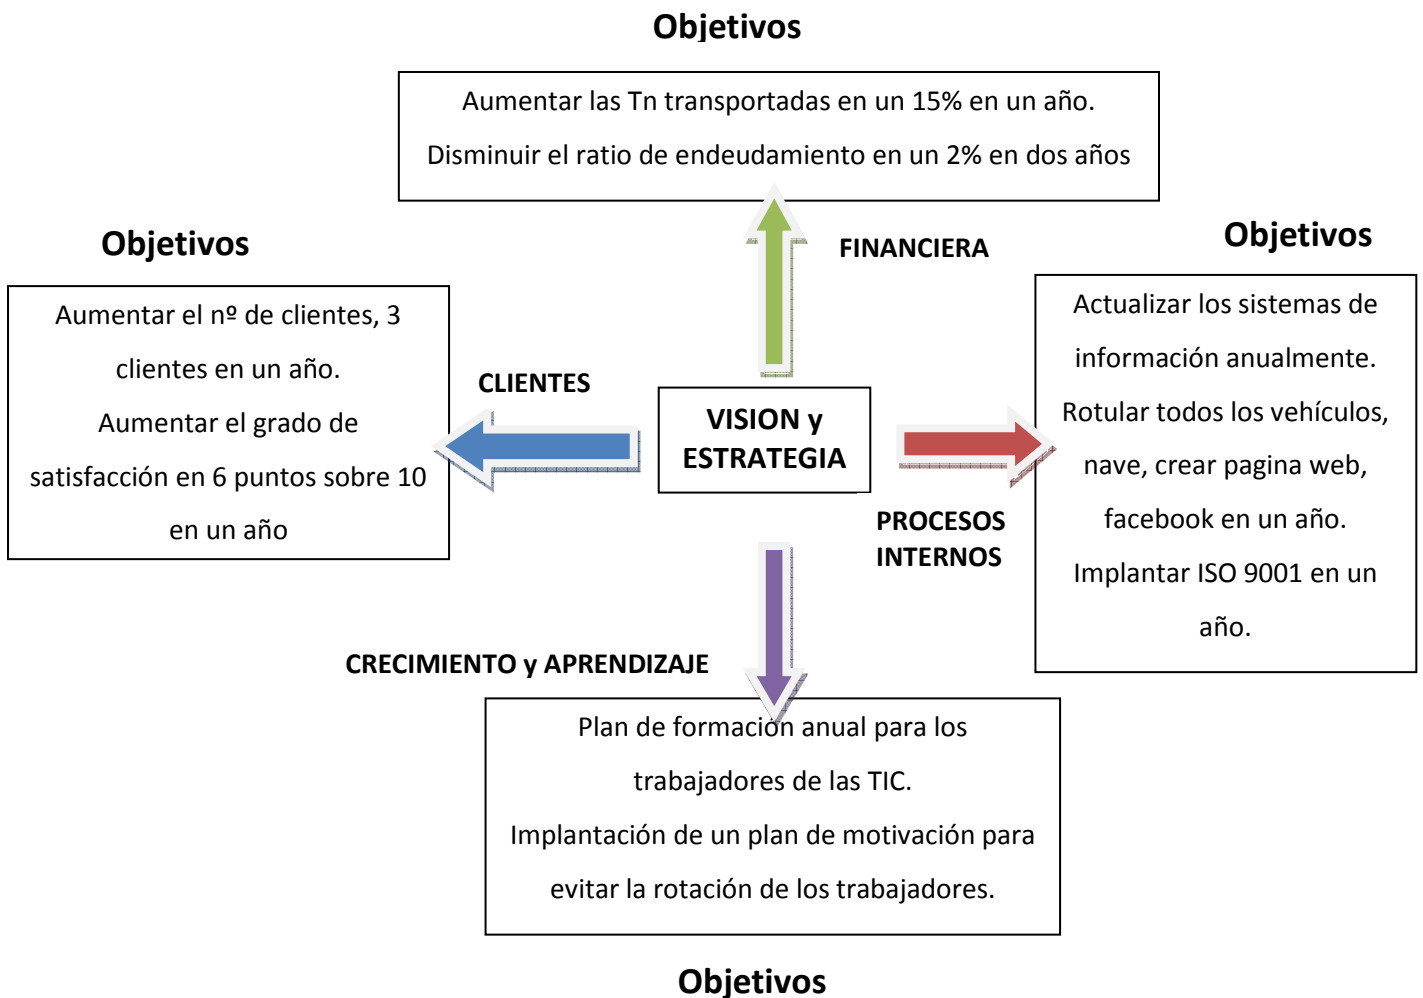 Objetivos
Aumentar las Tn transportadas en un 15% en un año.
Disminuir el ratio de endeudamiento en un 2% en dos años
FINANCIERA
Objetivos
Aumentar el nº de clientes, 3
clientes en un año.
Aumentar el grado de
satisfacción en 6 puntos sobre 10
en un año
CLIENTES
VISION y
ESTRATEGIA
Objetivos
Actualizar los sistemas de
información anualmente.
Rotular todos los vehículos,
nave, crear pagina web,
facebook en un año.
Implantar ISO 9001 en un
año.
PROCESOS
INTERNOS
CRECIMIENTO y APRENDIZAJE
Plan de formación anual para los
trabajadores de las TIC.
Implantación de un plan de motivación para
evitar la rotación de los trabajadores.
Objetivos